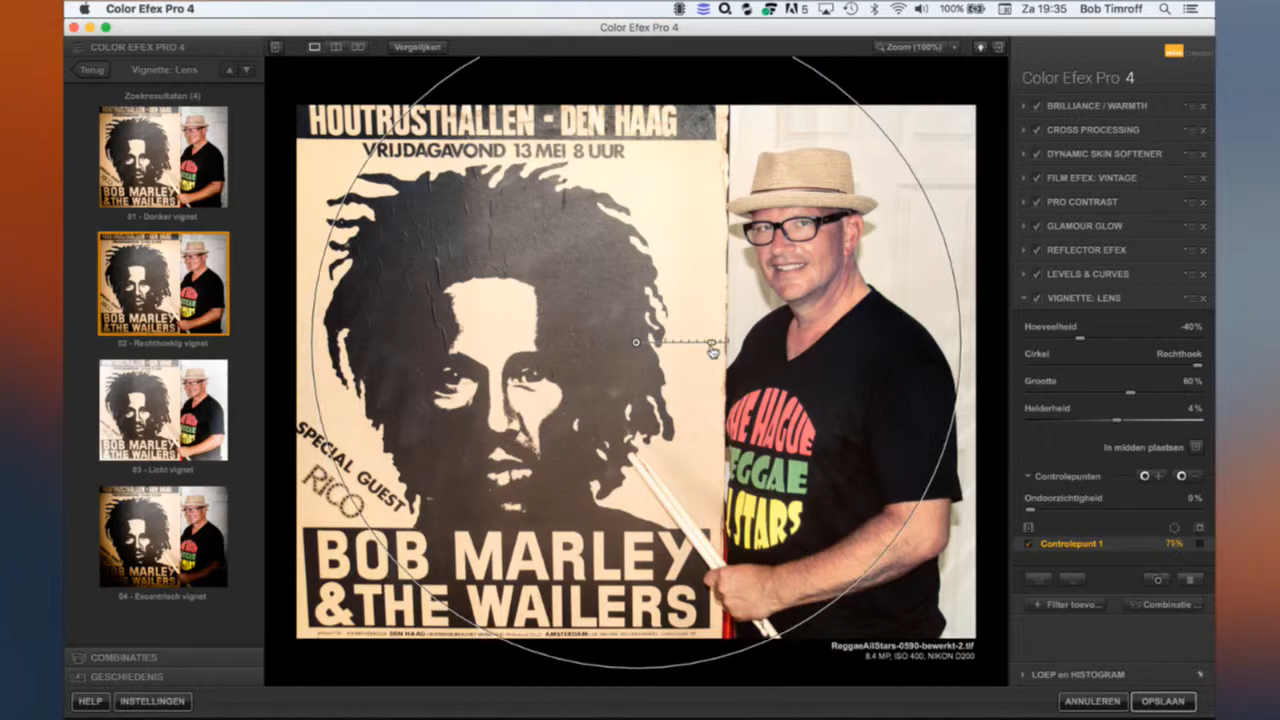 Color Efex Pro 4
5
100%
Za 19:35
Bob Timroff
Color Efex Pro 4
COLOR EFEX PRO 4
Vergelijken
Zoom (100%)
Terug
Vignette: Lens
Zoekresultaten (4)
01 - Donker vignet
02 - Rechthoekig vignet
03 - Licht vignet
04 - Excentrisch vignet
COMBINATIES
GESCHIEDENIS
HELP
INSTELLINGEN
HOUTRUSTHALLEN - DEN HAAG
VRIJDAGAVOND 13 MEI 8 UUR
SPECIAL GUEST
RICO
BOB MARLEY
& THE WAILERS
THE HAGUE
REGGAE
ALL STARS
ReggaeAllStars-0590-bewerkt-2.tif
8.4 MP, ISO 400, NIKON D200
Color Efex Pro 4
BRILLIANCE / WARMTH
CROSS PROCESSING
DYNAMIC SKIN SOFTENER
FILM EFEX: VINTAGE
PRO CONTRAST
GLAMOUR GLOW
REFLECTOR EFEX
LEVELS & CURVES
VIGNETTE: LENS
Hoeveelheid -40%
Cirkel Rechthoek
Grootte 60%
Helderheid 4%
In midden plaatsen
Controlepunten
Ondoorzichtigheid 0%
Controlepunt 1 75%
+ Filter toevo...
Combinatie ...
LOEP en HISTOGRAM
ANNULEREN
OPSLAAN